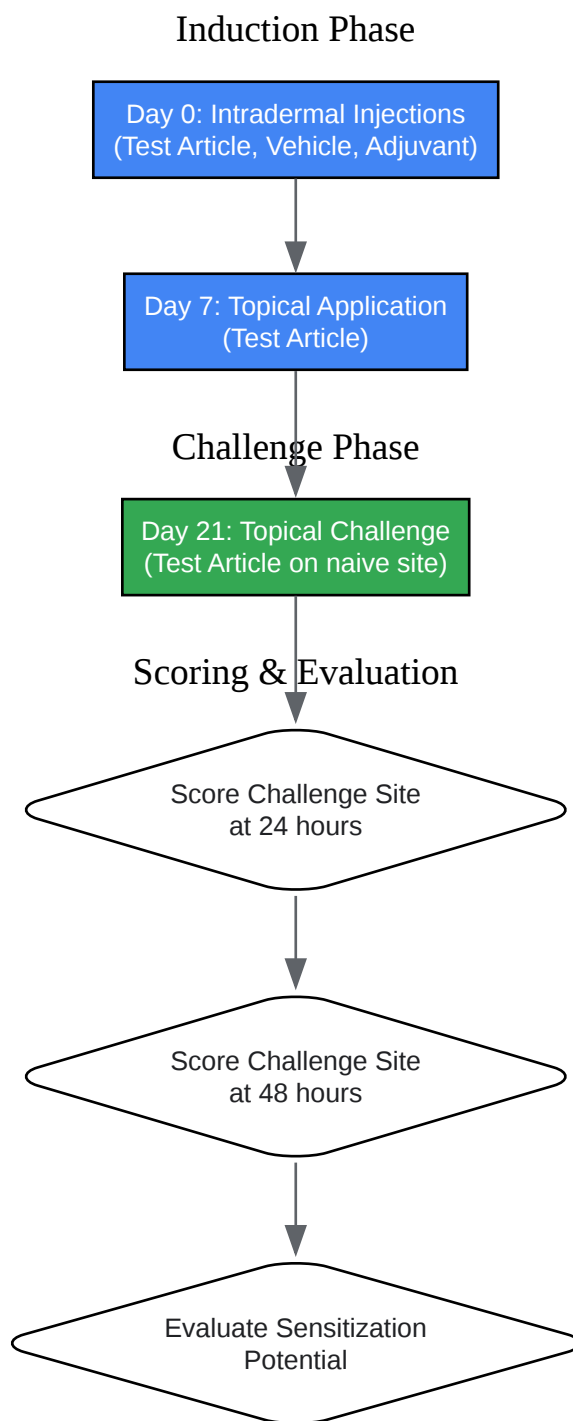 Induction Phase
Day 0: Intradermal Injections
(Test Article, Vehicle, Adjuvant)
Day 7: Topical Application
(Test Article)
Challenge Phase
Day 21: Topical Challenge
(Test Article on naive site)
Scoring & Evaluation
Score Challenge Site
at 24 hours
Score Challenge Site
at 48 hours
Evaluate Sensitization
Potential